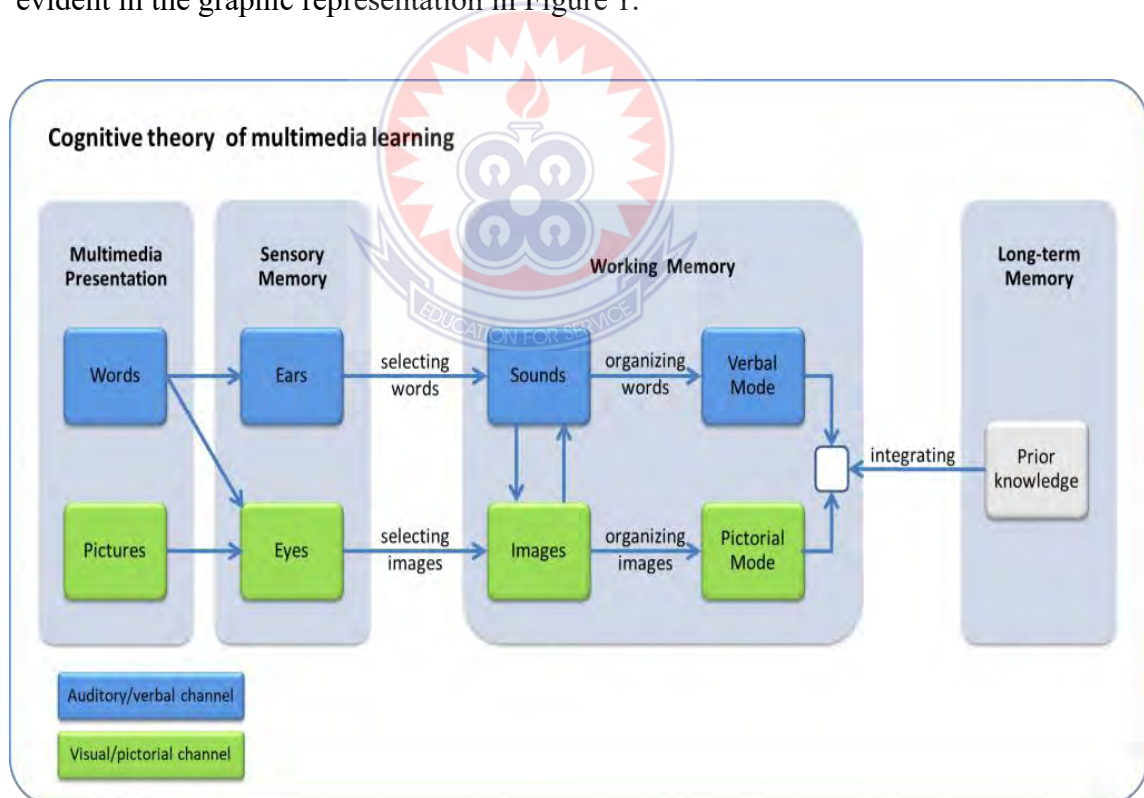 evident in the graphic representation in Figure 1.
Cognitive theory of multimedia learning
Multimedia
Presentation
Sensory
Memory
Working Memory
Long-term
Memory
Words
Ears
selecting
words
Sounds
organizing
words
Verbal
Mode
integrating
Prior
knowledge
Pictures
Eyes
selecting
images
Images
organizing
images
Pictorial
Mode
EDUCATION FOR SERVICE
Auditory/verbal channel
Visual/pictorial channel